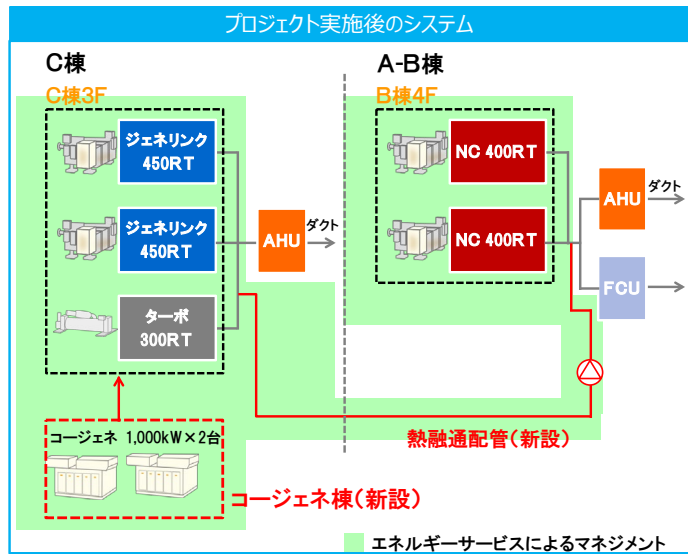 プロジェクト実施後のシステム
C棟
C棟3F
ジェネリンク
450RT
ジェネリンク
450RT
ターボ
300RT
AHU
ダクト
コージェネ 1,000kW×2台
コージェネ棟(新設)
A-B棟
B棟4F
NC 400RT
NC 400RT
AHU
ダクト
FCU
熱融通配管(新設)
エネルギーサービスによるマネジメント